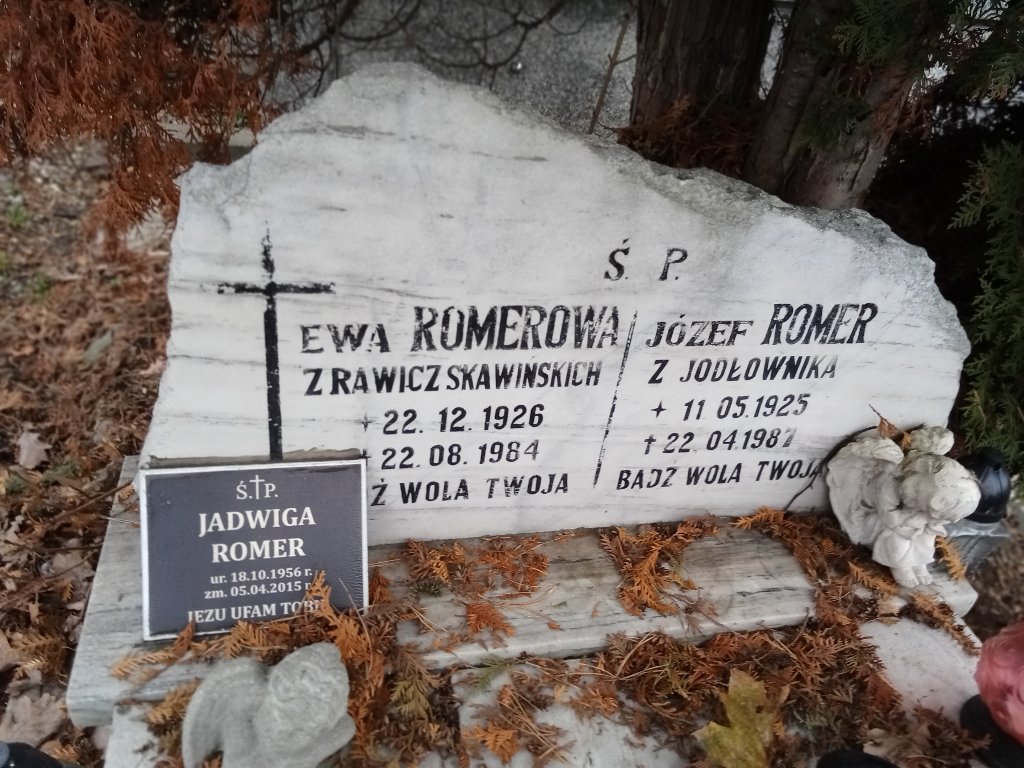 Ś. P.
EWA ROMEROWA
Z RAWICZ SKAWIŃSKICH
22. 12. 1926
22. 08. 1984
Ź WOLA TWOJA
JÓZEF ROMER
Z JODŁOWNIKA
11 05.1925
22.04.1987
BĄDŹ WOLA TWOJA
Ś.†P.
JADWIGA
ROMER
ur. 18.10.1956 r.
zm. 05.04.2015 r
JEZU UFAM TOBI